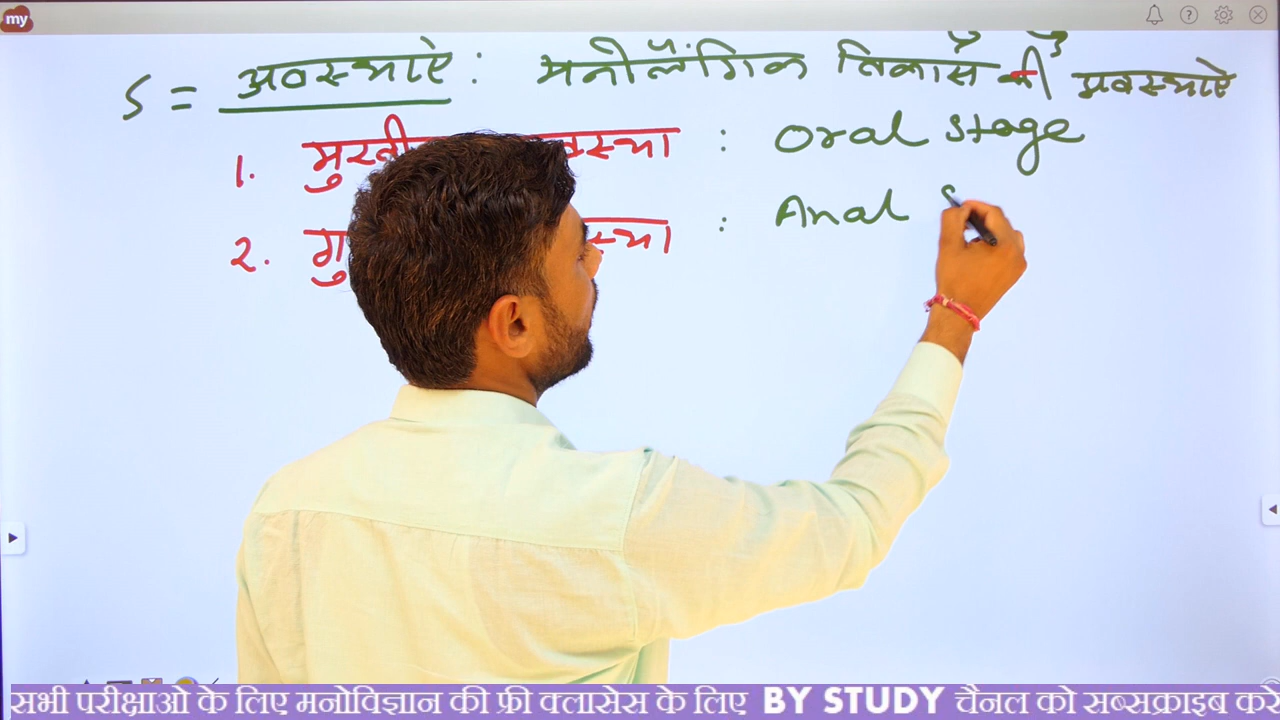 my
S = अवस्थाऐ : मनोलैंगिक विकास की अवस्थाऐ
1. : Oral Stage
2. : Anal S
सभी परीक्षाओ के लिए मनोविज्ञान की फ्री क्लासेस के लिए BY STUDY चैनल को सब्सक्राइब करे